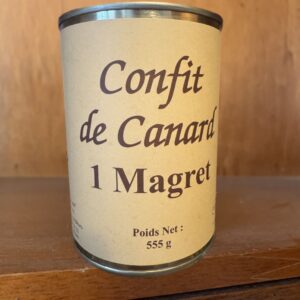 Confit
de Canard
1 Magret
Poids Net :
555 g